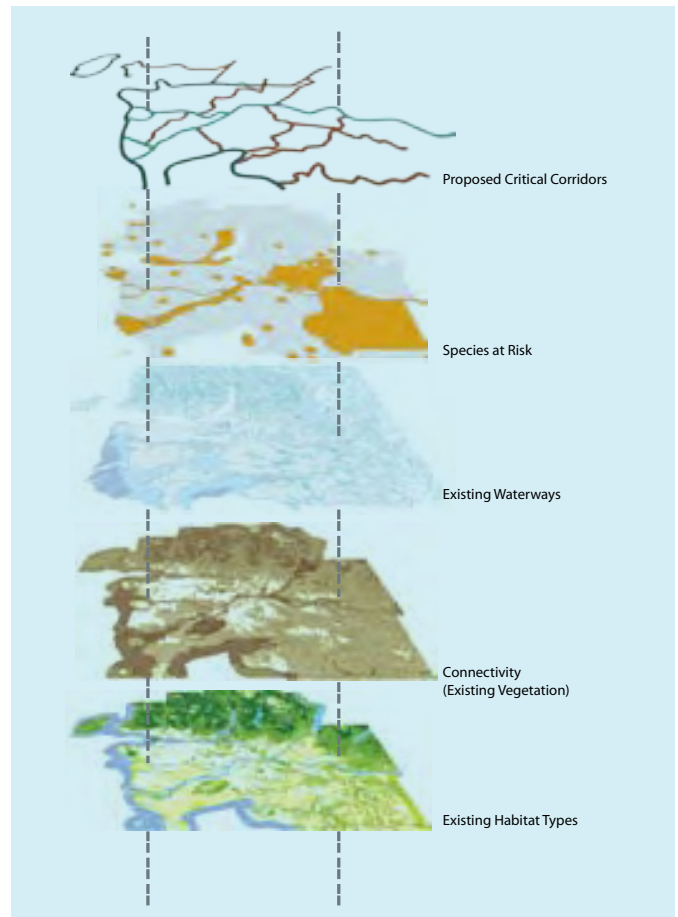 Proposed Critical Corridors
Species at Risk
Existing Waterways
Connectivity
(Existing Vegetation)
Existing Habitat Types